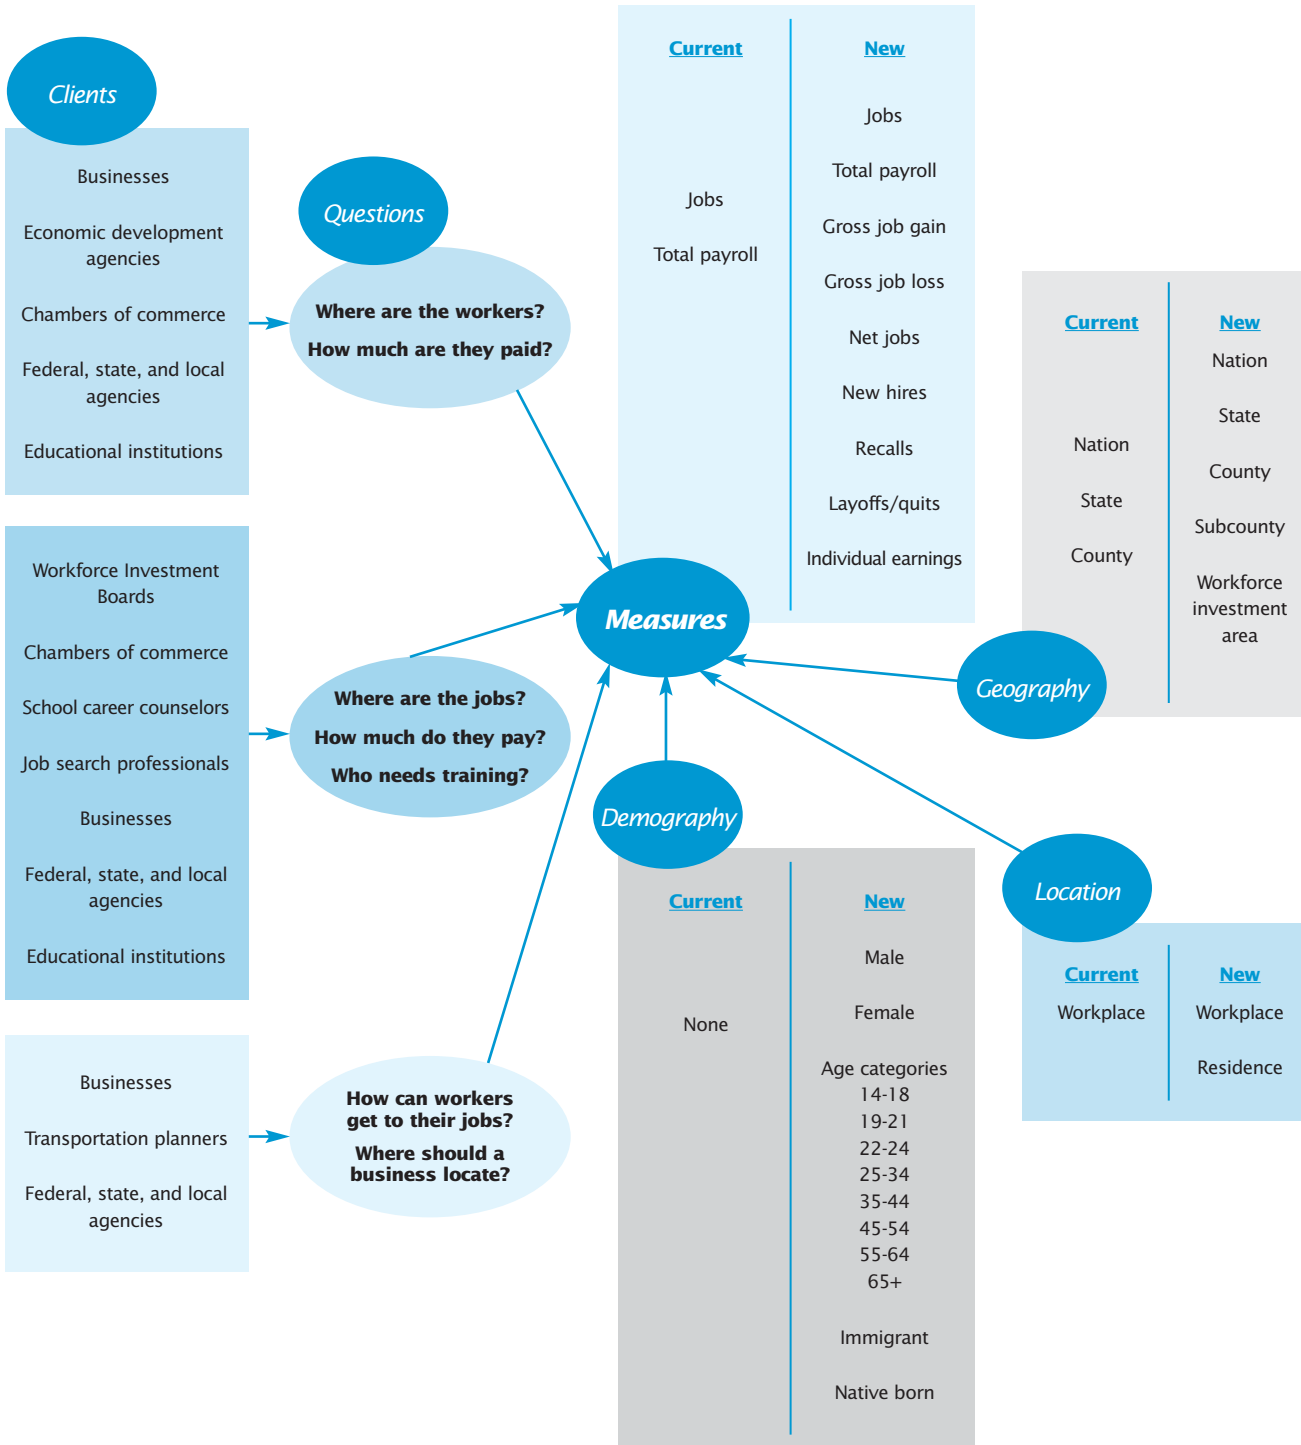 Clients
Businesses
Economic development
agencies
Chambers of commerce
Federal, state, and local
agencies
Educational institutions
Workforce Investment
Boards
Chambers of commerce
School career counselors
Job search professionals
Businesses
Federal, state, and local
agencies
Educational institutions
Businesses
Transportation planners
Federal, state, and local
agencies
Questions
Where are the workers?
How much are they paid?
Where are the jobs?
How much do they pay?
Who needs training?
How can workers
get to their jobs?
Where should a
business locate?
Measures
Current
Jobs
Total payroll
New
Jobs
Total payroll
Gross job gain
Gross job loss
Net jobs
New hires
Recalls
Layoffs/quits
Individual earnings
Demography
Current
None
New
Male
Female
Age categories
14-18
19-21
22-24
25-34
35-44
45-54
55-64
65+
Immigrant
Native born
Geography
Current
Nation
State
County
New
Nation
State
County
Subcounty
Workforce
investment
area
Location
Current
Workplace
New
Workplace
Residence